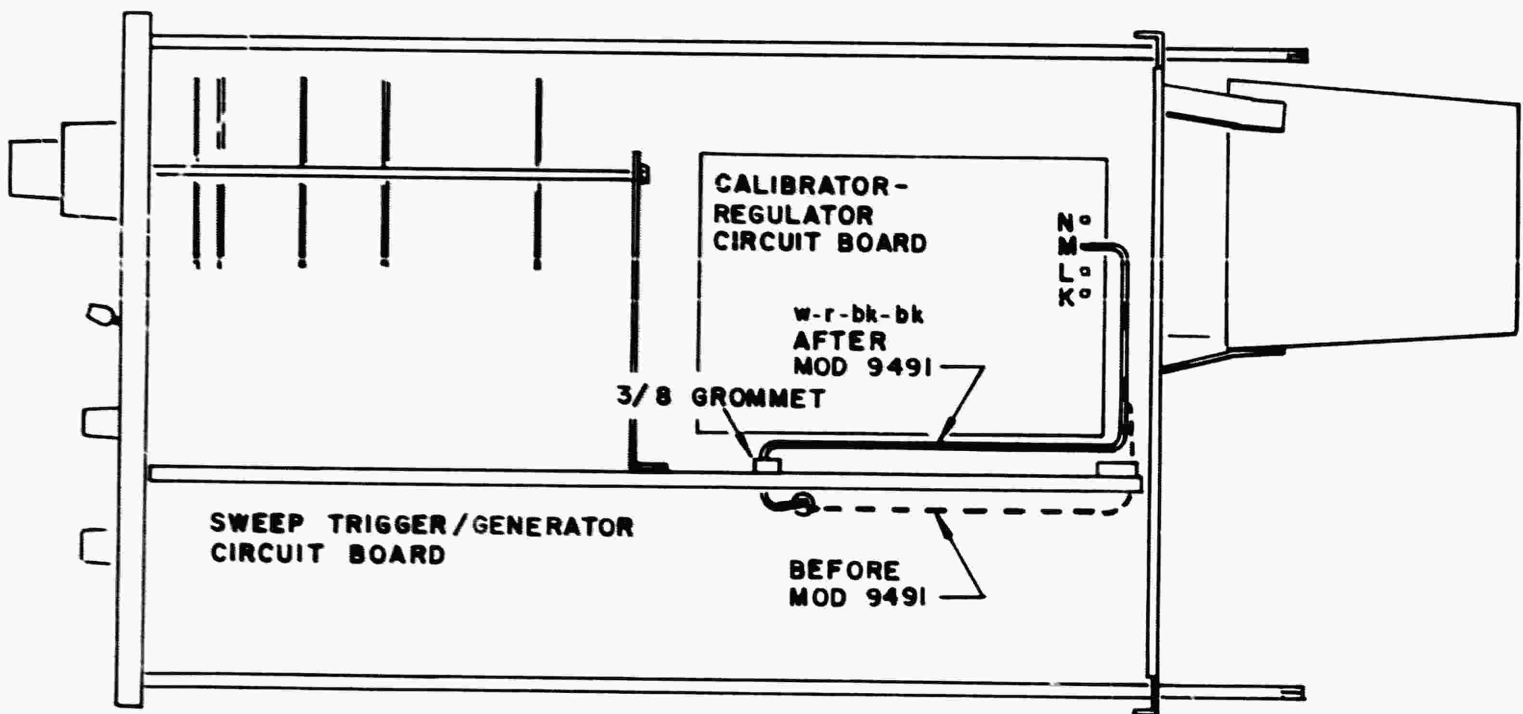 CALIBRATOR-
REGULATOR
CIRCUIT BOARD
N
M
L
K
w-r-bk-bk
AFTER
MOD 9491
3/8 GROMMET
SWEEP TRIGGER/GENERATOR
CIRCUIT BOARD
BEFORE
MOD 9491